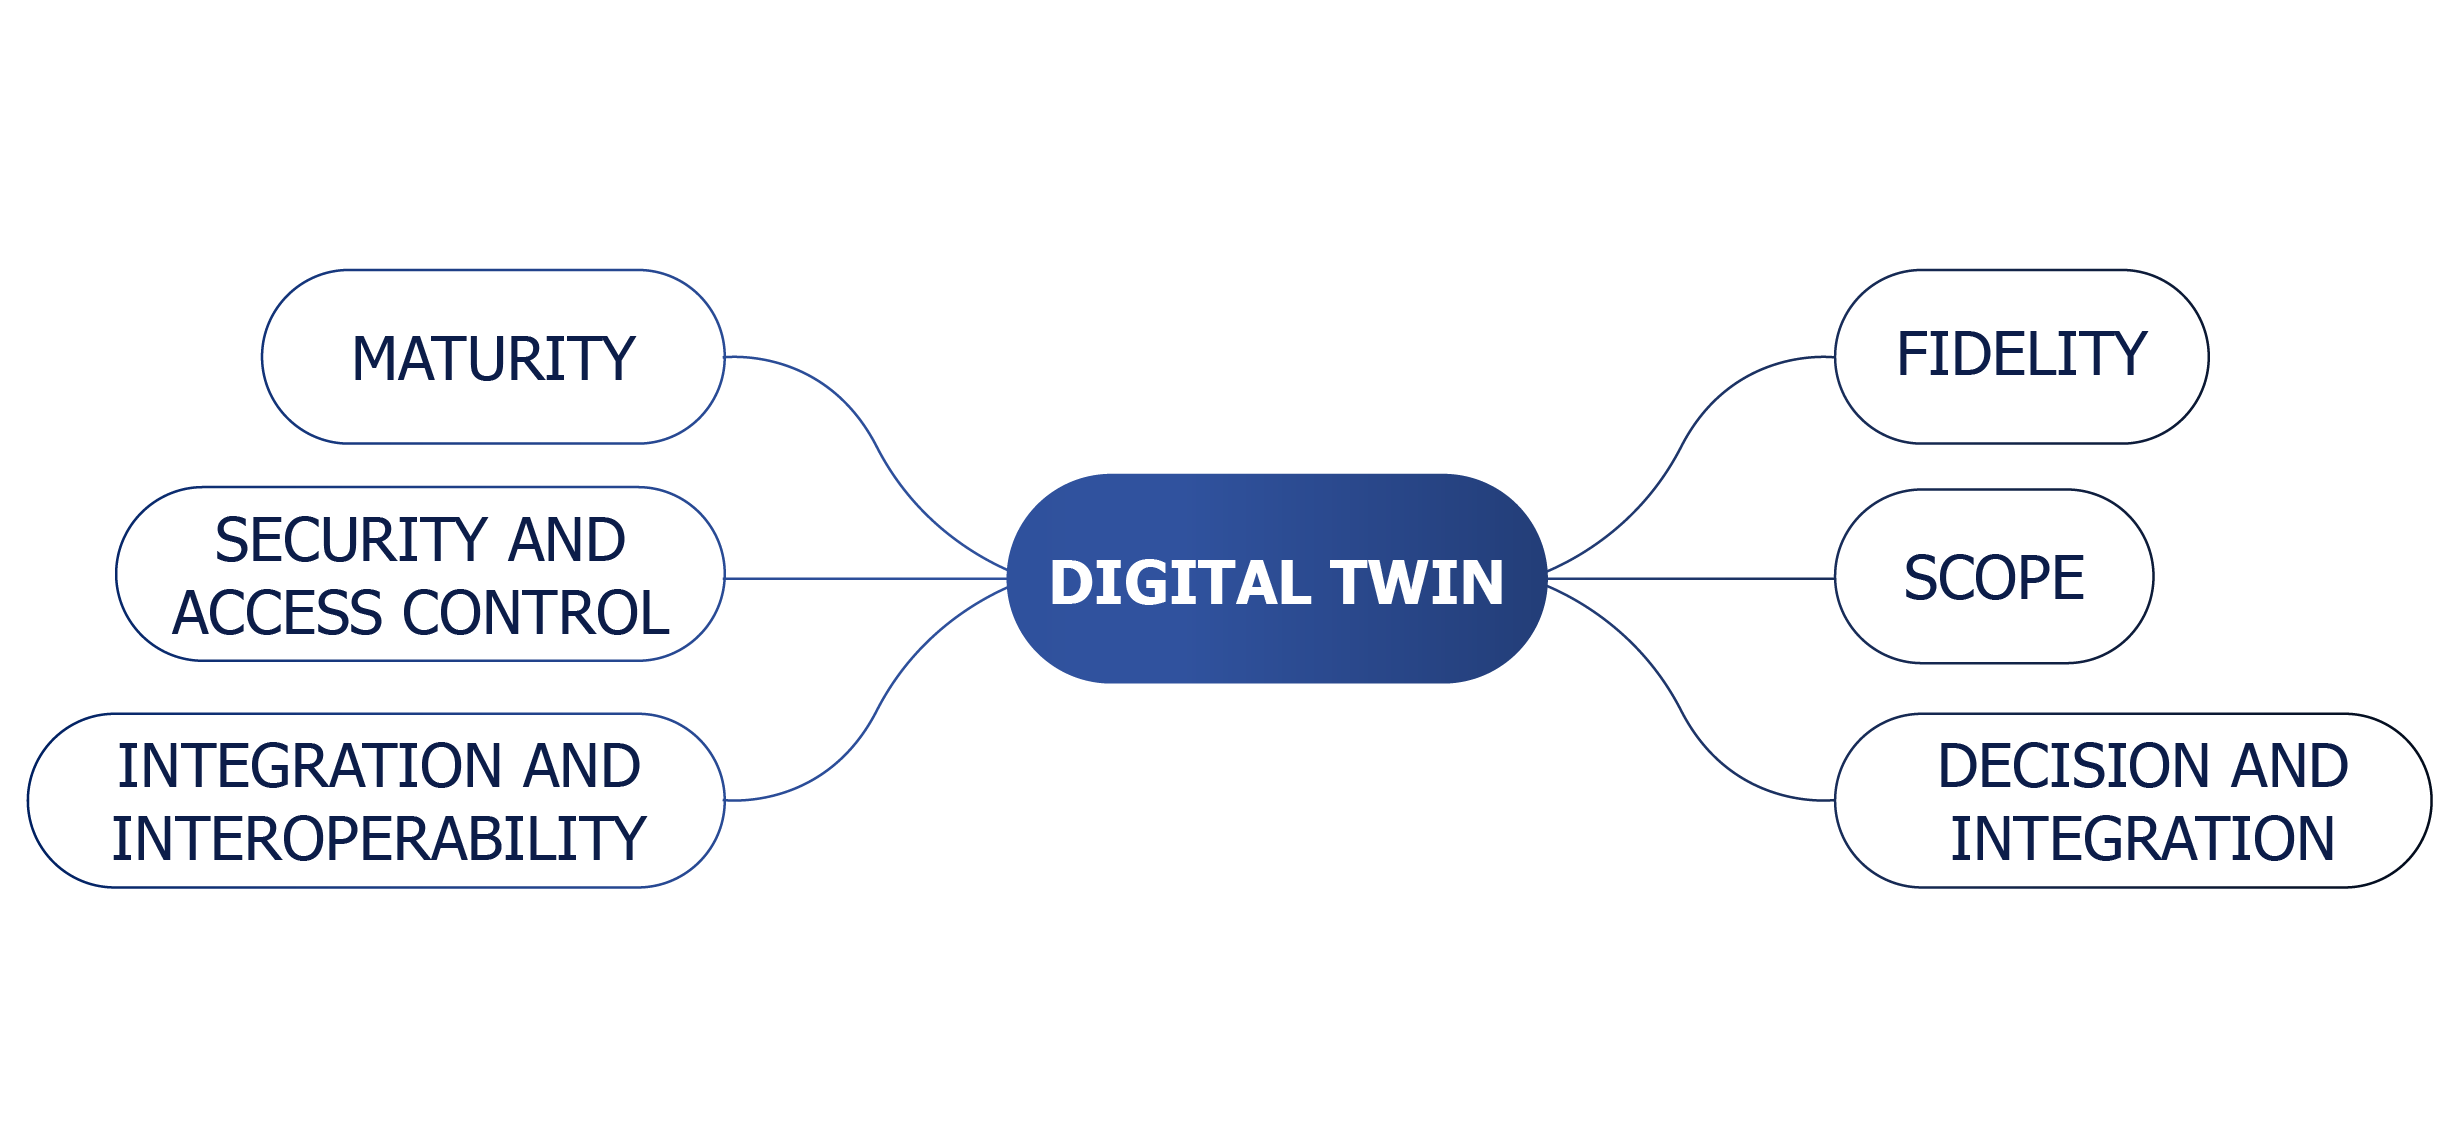 MATURITY
SECURITY AND
ACCESS CONTROL
INTEGRATION AND
INTEROPERABILITY
DIGITAL TWIN
FIDELITY
SCOPE
DECISION AND
INTEGRATION